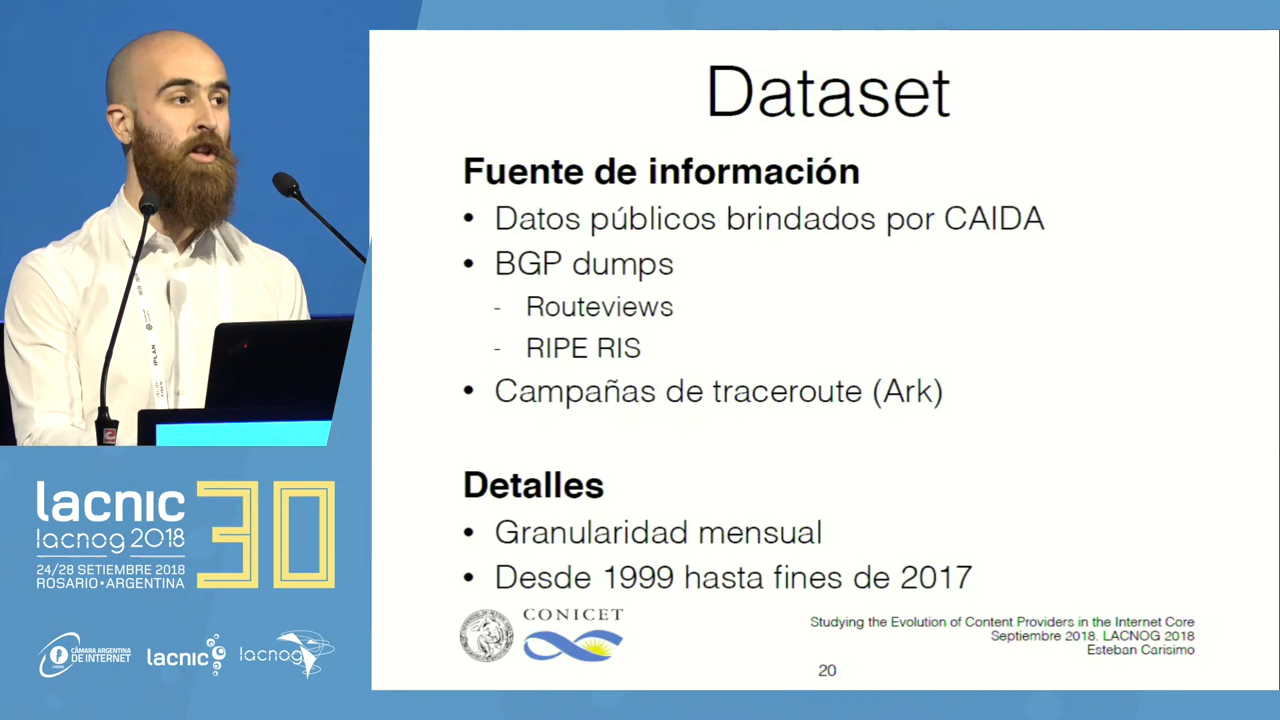 Dataset
Fuente de información
• Datos públicos brindados por CAIDA
• BGP dumps
- Routeviews
- RIPE RIS
• Campañas de traceroute (Ark)
Detalles
• Granularidad mensual
• Desde 1999 hasta fines de 2017
CONICET
Studying the Evolution of Content Providers in the Internet Core
Septiembre 2018. LACNOG 2018
Esteban Carisimo
20
IPLAN
lacnic 30
lacnog 2018
24/28 SETIEMBRE 2018
ROSARIO•ARGENTINA
CÁMARA ARGENTINA
DE INTERNET
lacnic
lacnog